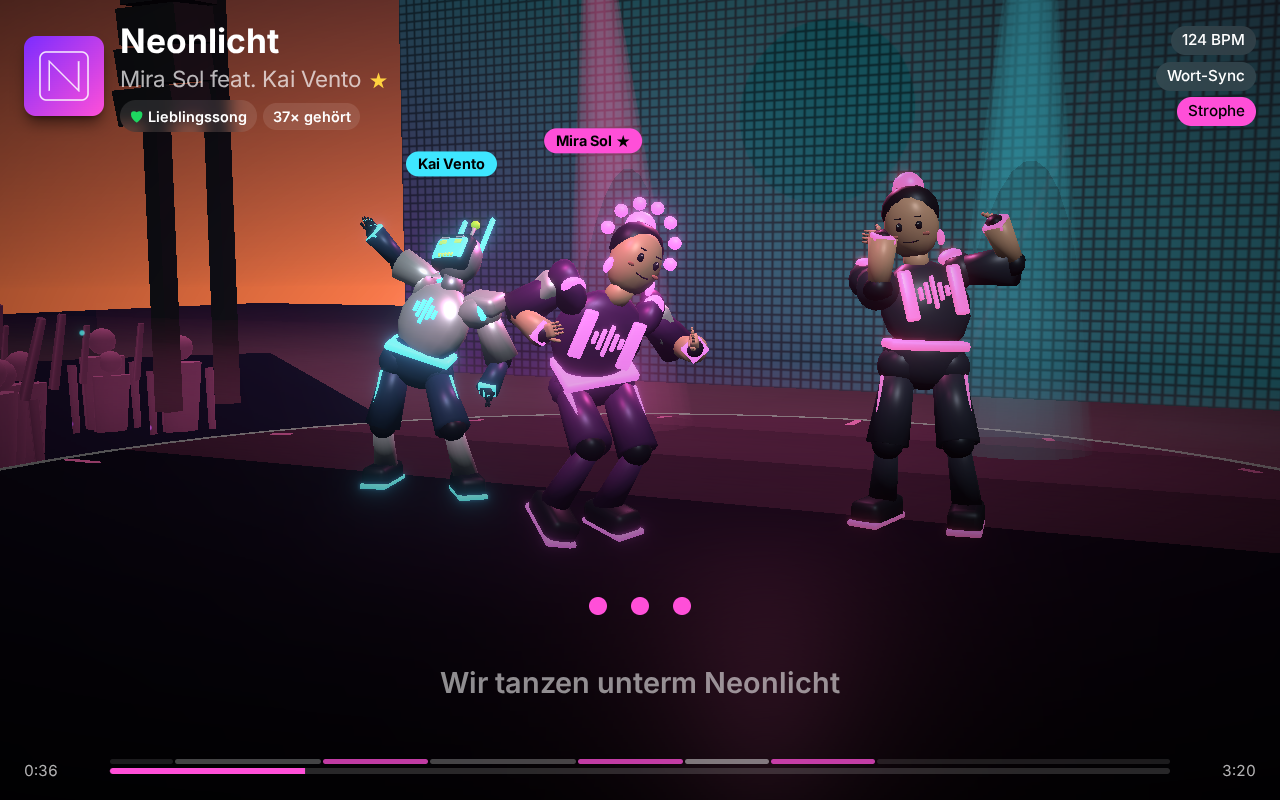 Neonlicht
Mira Sol feat. Kai Vento ★
Lieblingssong
37× gehört
124 BPM
Wort-Sync
Strophe
N
Mira Sol ★
Kai Vento
Wir tanzen unterm Neonlicht
0:36
3:20